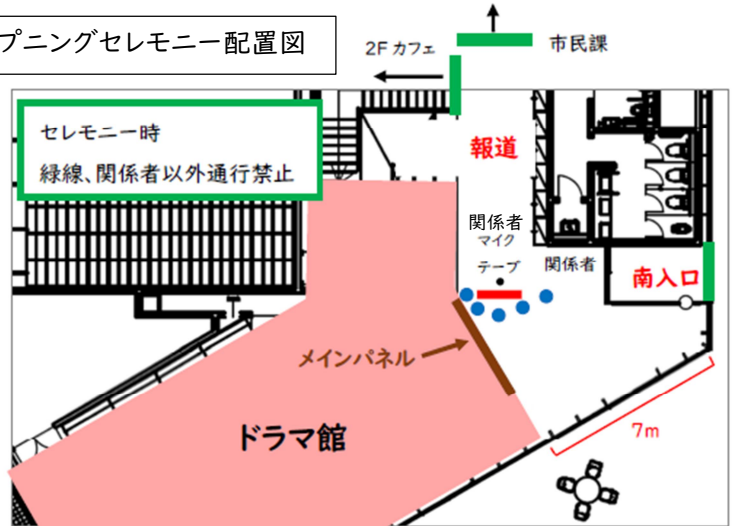 プニングセレモニー配置図
2F カフェ
市民課
セレモニー時
緑線、関係者以外通行禁止
報道
関係者
マイク
テープ
関係者
南入口
メインパネル
ドラマ館
7m